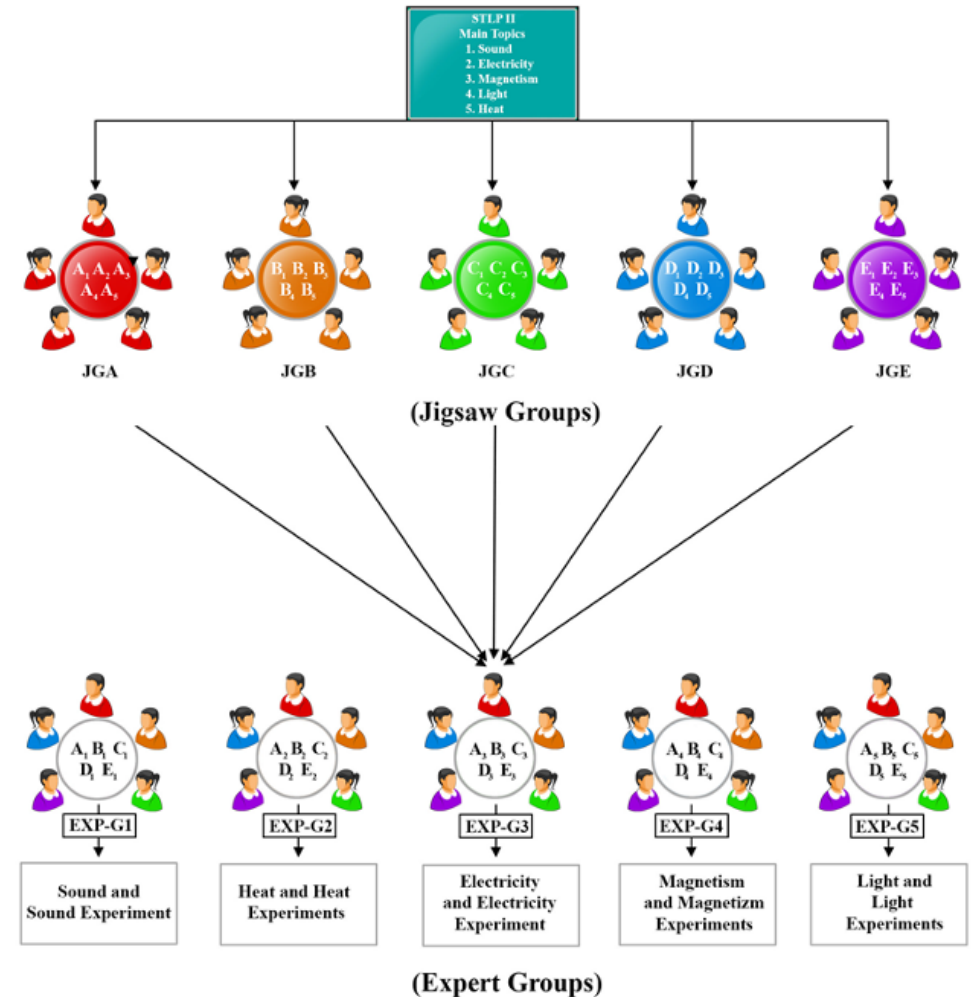 STLP II
Main Topics
1. Sound
2. Electricity
3. Magnetism
4. Light
5. Heat
A₁ A₂ A₃
A₄ A₅
B₁ B₂ B₃
B₄ B₅
C₁ C₂ C₃
C₄ C₅
D₁ D₂ D₃
D₄ D₅
E₁ E₂ E₃
E₄ E₅
JGA
JGB
JGC
JGD
JGE
(Jigsaw Groups)
A₁ B₁ C₁
D₁ E₁
A₂ B₂ C₂
D₂ E₂
A₃ B₃ C₃
D₃ E₃
A₄ B₄ C₄
D₄ E₄
A₅ B₅ C₅
D₅ E₅
EXP-G1
EXP-G2
EXP-G3
EXP-G4
EXP-G5
Sound and
Sound Experiment
Heat and Heat
Experiments
Electricity
and Electricity
Experiment
Magnetism
and Magnetizm
Experiments
Light and
Light
Experiments
(Expert Groups)